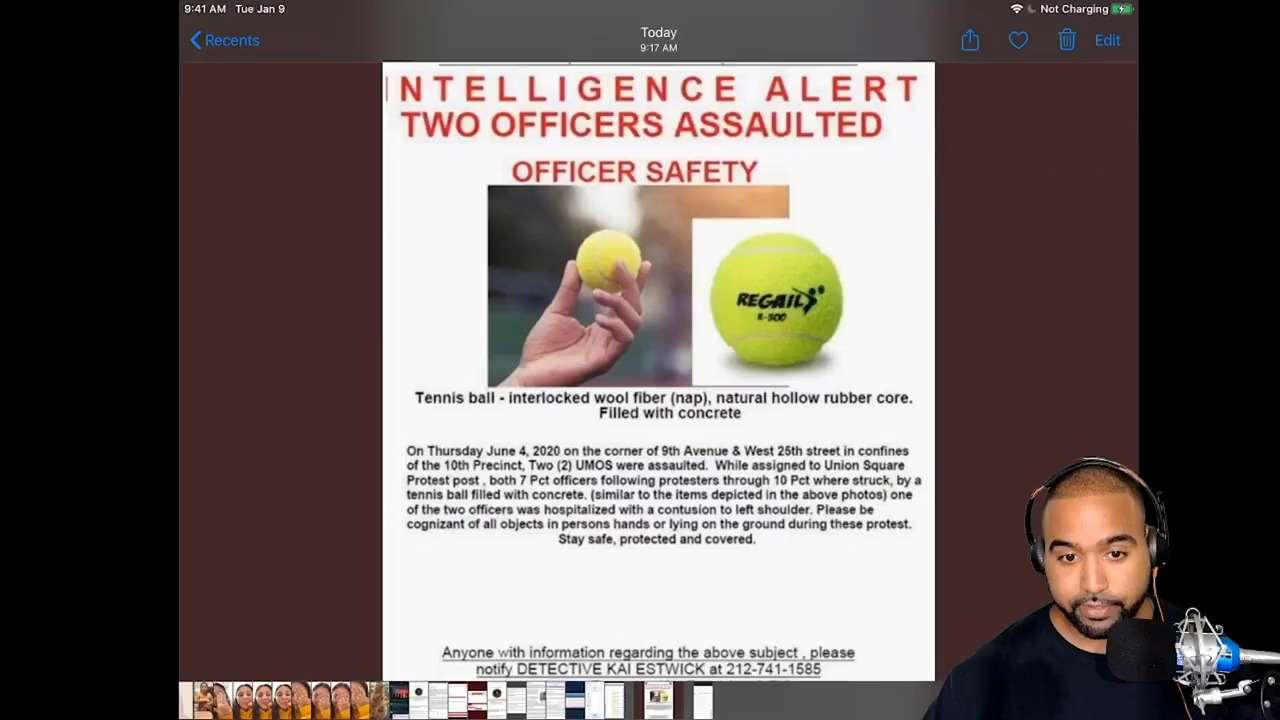 9:41 AM Tue Jan 9
Not Charging
Recents
Today
9:17 AM
Edit
INTELLIGENCE ALERT
TWO OFFICERS ASSAULTED
OFFICER SAFETY
REGAIL
R-500
Tennis ball - interlocked wool fiber (nap), natural hollow rubber core.
Filled with concrete
On Thursday June 4, 2020 on the corner of 9th Avenue & West 25th street in confines
of the 10th Precinct, Two (2) UMOS were assaulted. While assigned to Union Square
Protest post , both 7 Pct officers following protesters through 10 Pct where struck, by a
tennis ball filled with concrete. (similar to the items depicted in the above photos) one
of the two officers was hospitalized with a contusion to left shoulder. Please be
cognizant of all objects in persons hands or lying on the ground during these protest.
Stay safe, protected and covered.
Anyone with information regarding the above subject , please
notify DETECTIVE KAI ESTWICK at 212-741-1585